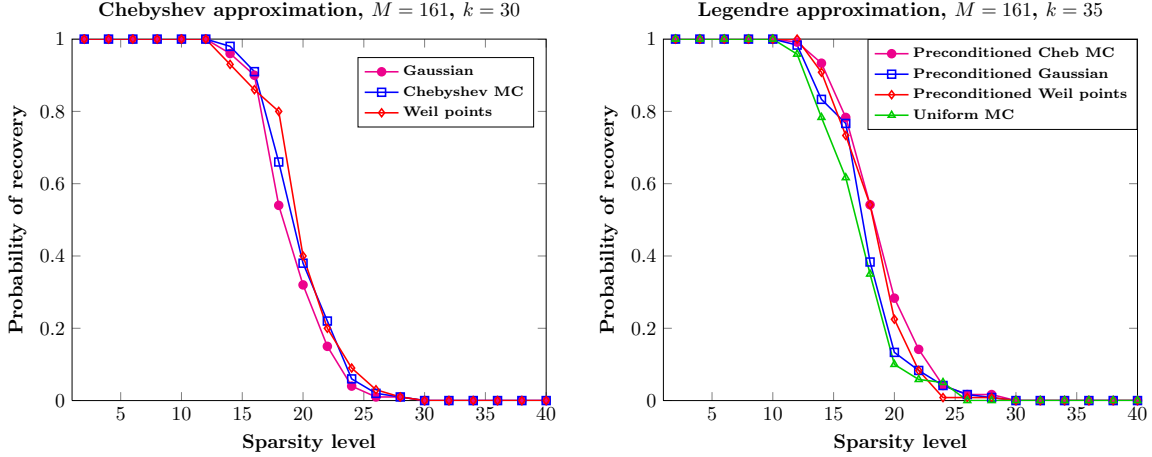 Chebyshev approximation, M = 161, k = 30
1
0.8
0.6
0.4
0.2
0
5 10 15 20 25 30 35 40
Sparsity level
Probability of recovery
Gaussian
Chebyshev MC
Weil points
Legendre approximation, M = 161, k = 35
1
0.8
0.6
0.4
0.2
0
5 10 15 20 25 30 35 40
Sparsity level
Probability of recovery
Preconditioned Cheb MC
Preconditioned Gaussian
Preconditioned Weil points
Uniform MC